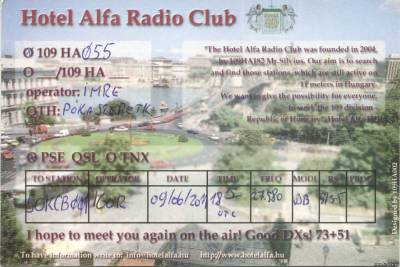 Hotel Alfa Radio Club
Ø 109 HA 055
O /109 HA
operator: IMRE
QTH:
"The Hotel Alfa Radio Club was founded in 2004,
by 109HA182 Mr. Silvius. Our aim is to search
and find those stations, which are still active on
11 meters in Hungary.
We want to give the possibility for everyone,
to work the 109 division -
Republic of Hungary "Hotel Alfa
PSE QSL O TNX
TO STATION OPERATOR DATE TIME FREQ MODE RS PROG
IGOR 09/06/ UTC 27.580
I hope to meet you again on the air! Good DXs! 73+51
To have information write to: info@hotelalfa.hu http://www.hotelalfa.hu
Designed by 109HA002